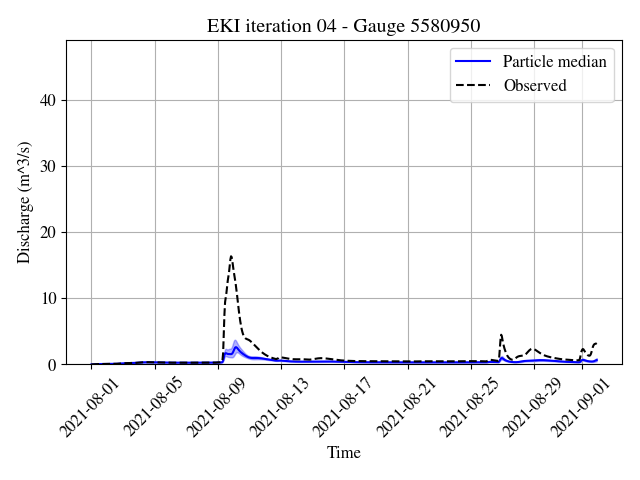 EKI iteration 04 - Gauge 5580950
Particle median
Observed
Discharge (m^3/s)
40
30
20
10
0
2021-08-01
2021-08-05
2021-08-09
2021-08-13
2021-08-17
2021-08-21
2021-08-25
2021-08-29
2021-09-01
Time